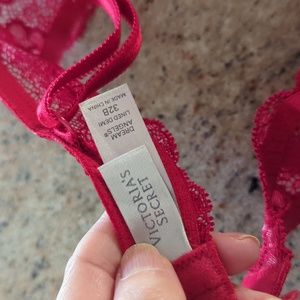 DREAM
ANGELS®
LINED DEMI
32B
MADE IN CHINA
VICTORIA'S
SECRET